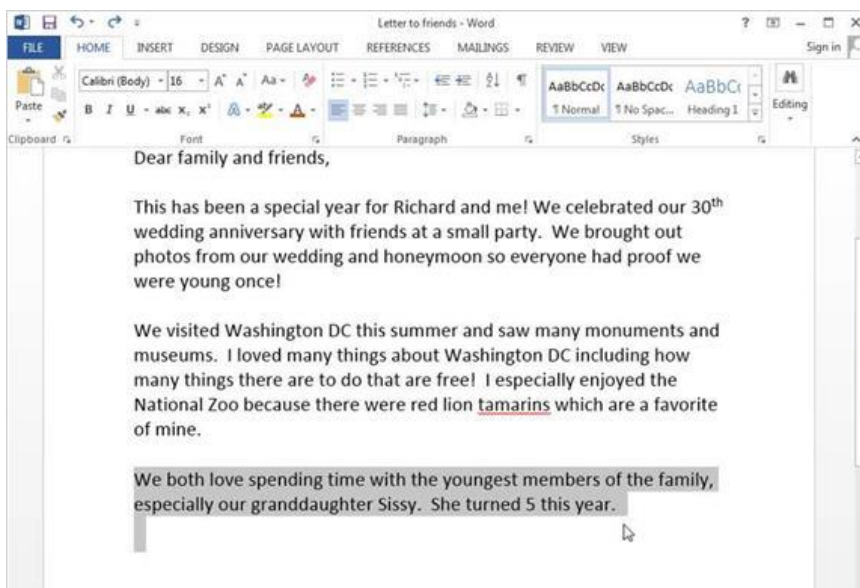 Letter to friends - Word
?
FILE HOME INSERT DESIGN PAGE LAYOUT REFERENCES MAILINGS REVIEW VIEW Sign in
Calibri (Body) 16 A A Aa
AaBbCcDc AaBbCcDc AaBbC
Paste B I U abc X, X² A A
¶ Normal ¶ No Spac... Heading 1 Editing
Clipboard Font Paragraph Styles
Dear family and friends,
This has been a special year for Richard and me! We celebrated our 30th
wedding anniversary with friends at a small party.  We brought out
photos from our wedding and honeymoon so everyone had proof we
were young once!
We visited Washington DC this summer and saw many monuments and
museums.  I loved many things about Washington DC including how
many things there are to do that are free!  I especially enjoyed the
National Zoo because there were red lion tamarins which are a favorite
of mine.
We both love spending time with the youngest members of the family,
especially our granddaughter Sissy.  She turned 5 this year.